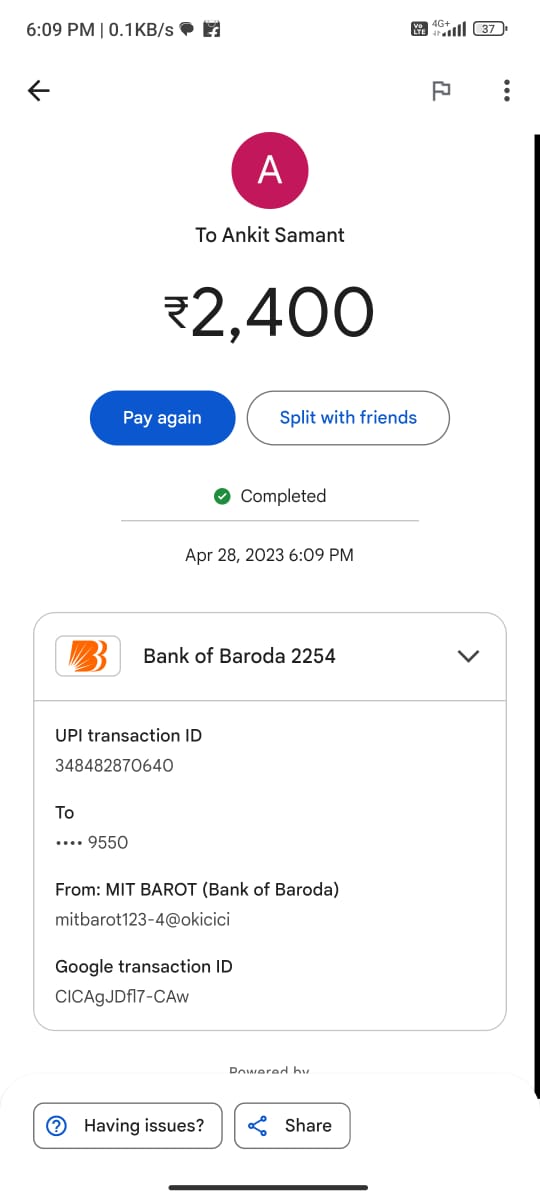 6:09 PM | 0.1KB/s
Vo LTE 4G+ 37
A
To Ankit Samant
₹2,400
Pay again
Split with friends
Completed
Apr 28, 2023 6:09 PM
Bank of Baroda 2254
UPI transaction ID
348482870640
To
•••• 9550
From: MIT BAROT (Bank of Baroda)
mitbarot123-4@okicici
Google transaction ID
CICAgJDfl7-CAw
Powered by
Having issues?
Share